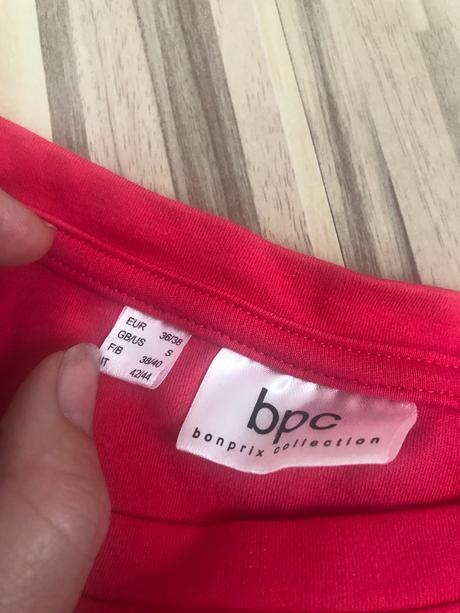 EUR 36/38
GB/US S
F/B 38/40
IT 42/44
bpc
bonprix collection